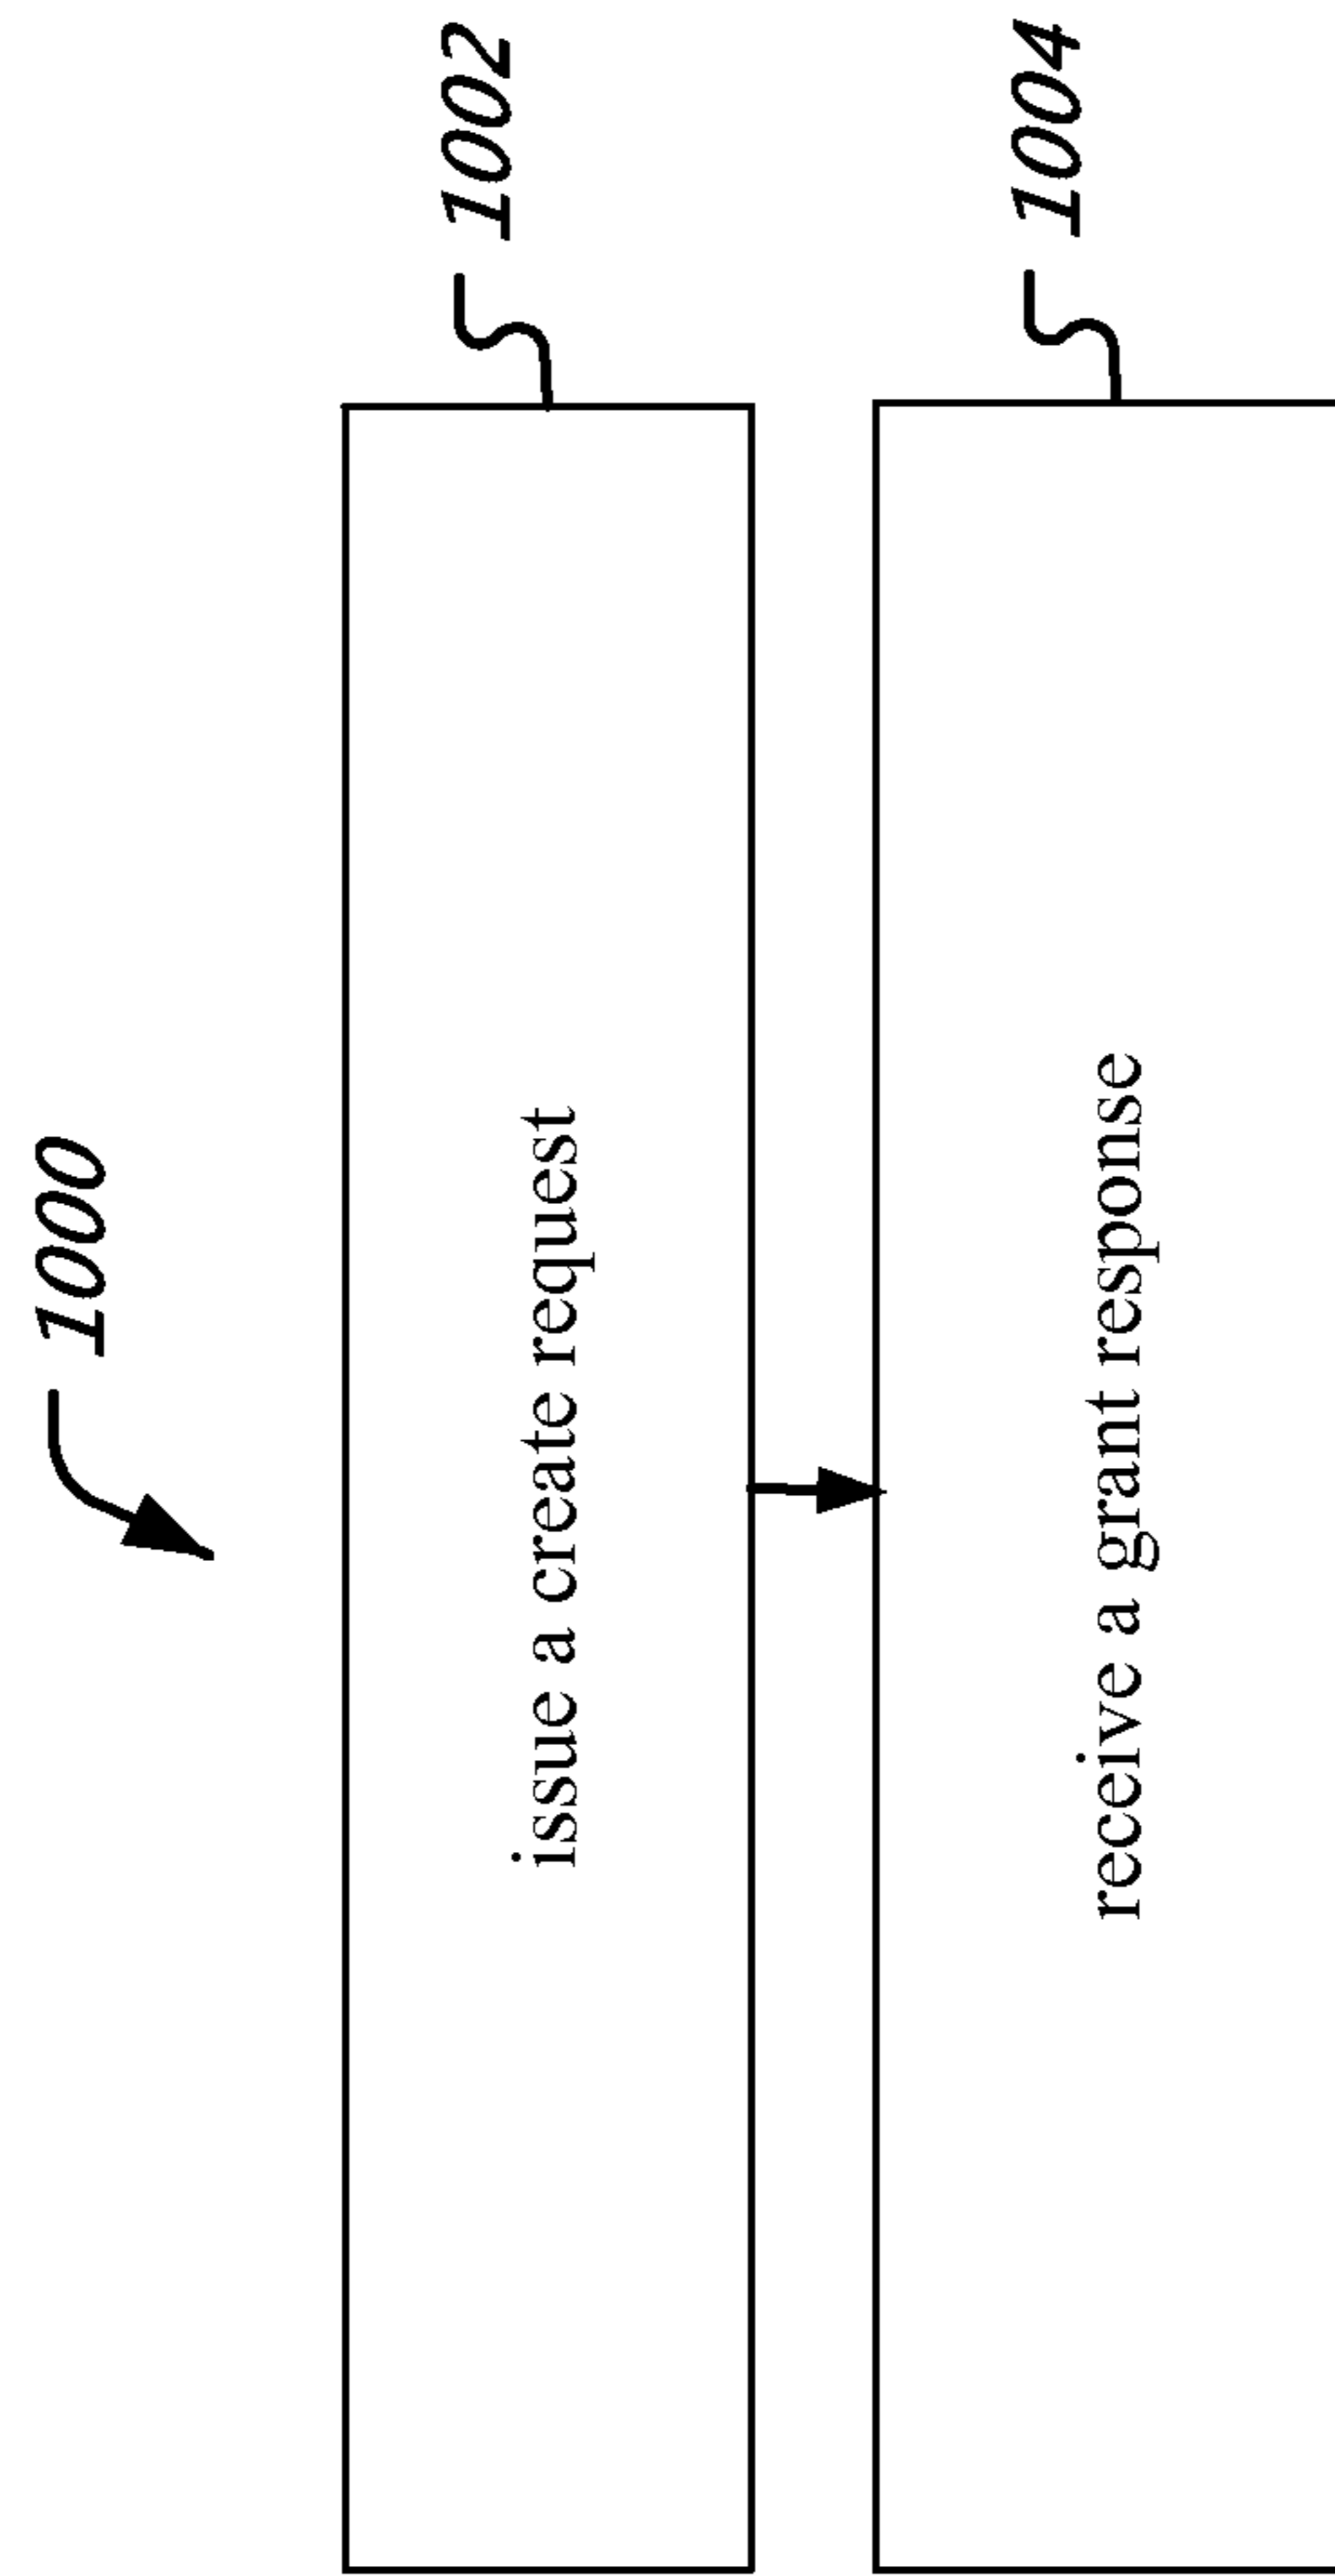 1000
issue a create request
1002
receive a grant response
1004